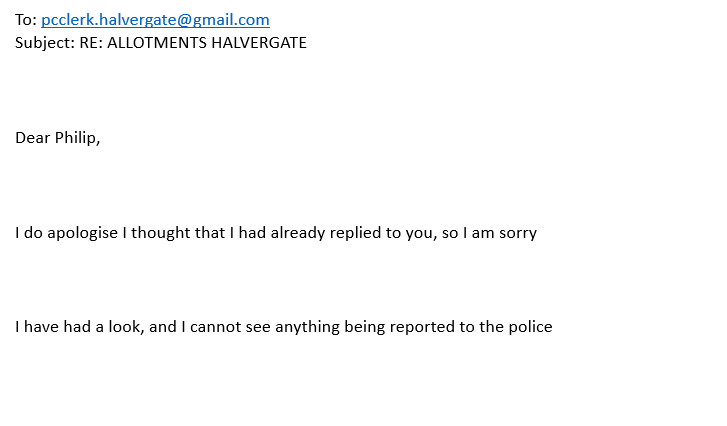 To: pcclerk.halvergate@gmail.com
Subject: RE: ALLOTMENTS HALVERGATE
Dear Philip,
I do apologise I thought that I had already replied to you, so I am sorry
I have had a look, and I cannot see anything being reported to the police